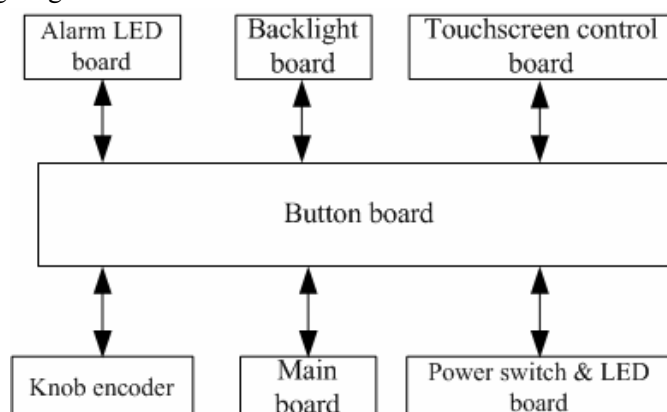 Alarm LED
board
Backlight
board
Touchscreen control
board
Button board
Knob encoder
Main
board
Power switch & LED
board